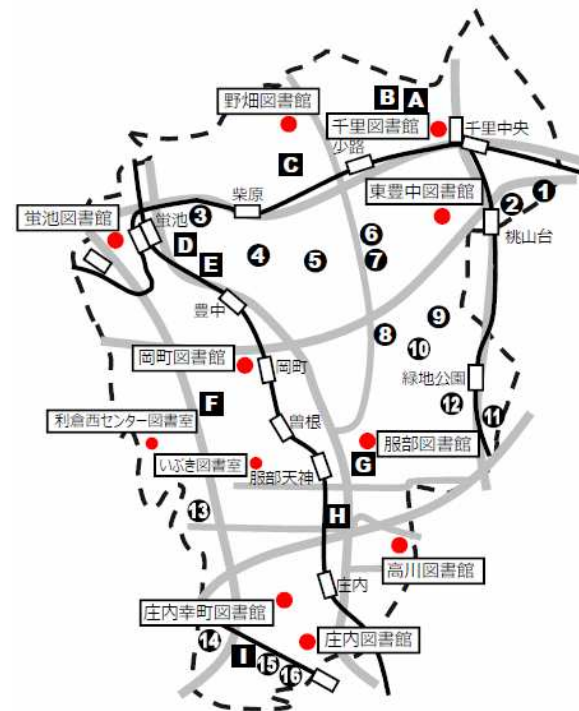 B
A
野畑図書館
千里図書館
千里中央
少路
C
柴原
東豊中図書館
1
2
3
蛍池図書館
蛍池
桃山台
D
E
4
5
6
7
豊中
8
9
10
岡町図書館
岡町
緑地公園
F
12
11
利倉西センター図書室
曽根
服部図書館
いぶき図書室
服部天神
G
13
H
高川図書館
庄内
庄内幸町図書館
14
庄内図書館
I
15
16